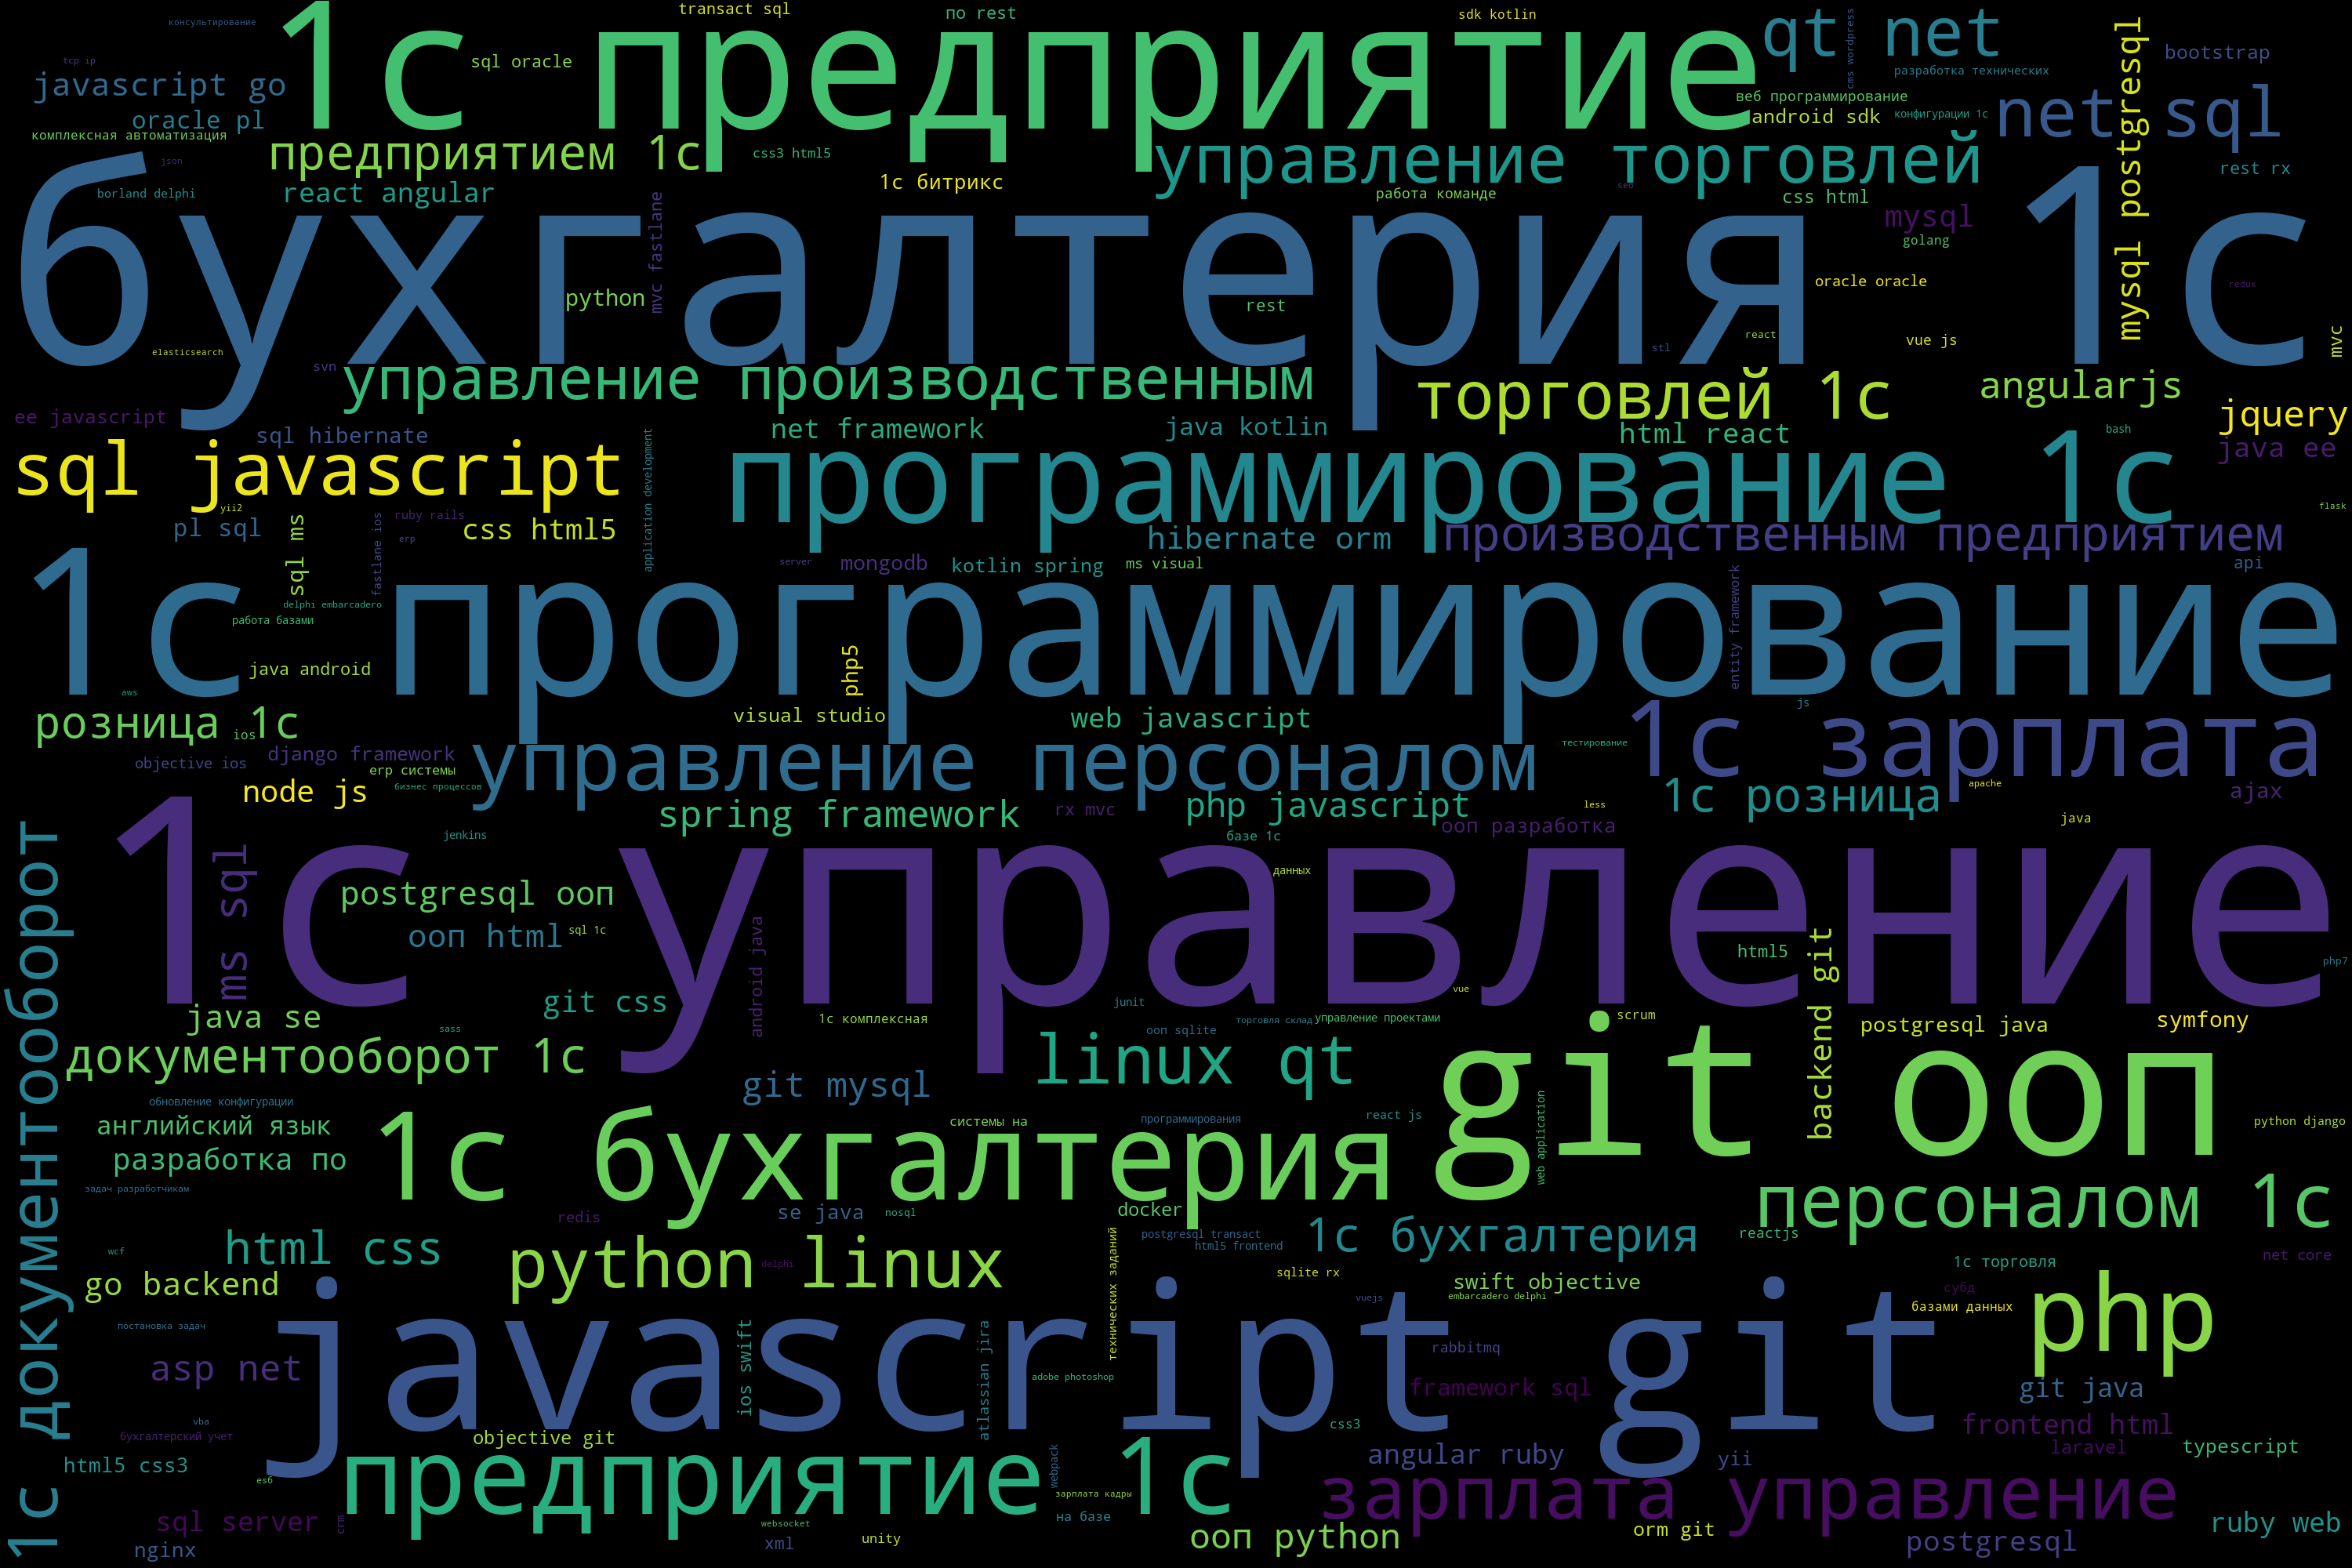 консультирование
transact sql
по rest
sdk kotlin
1с предприятие
qt net
cms wordpress
mysql postgresql
bootstrap
tcp ip
sql oracle
javascript go
разработка технических
веб программирование
net sql
oracle pl
android sdk
конфигурации 1с
комплексная автоматизация
предприятием 1с
css3 html5
управление торговлей
json
rest rx
borland delphi
react angular
1с битрикс
работа команде
seo
css html
mvc fastlane
mysql
golang
бухгалтерия 1с
python
rest
oracle oracle
redux
elasticsearch
stl
react
vue js
mvc
svn
управление производственным
торговлей 1с
angularjs
ee javascript
jquery
sql hibernate
net framework
java kotlin
html react
bash
java ee
sql javascript
application development
программирование 1с
yii2
flask
pl sql
sql ms
fastlane ios
ruby rails
css html5
erp
hibernate orm
производственным предприятием
server
mongodb
kotlin spring
ms visual
entity framework
api
delphi embarcadero
работа базами
1с программирование
java android
php5
aws
js
розница 1с
ios
visual studio
web javascript
1с зарплата
objective ios
django framework
управление персоналом
тестирование
erp системы
бизнес процессов
node js
apache
1с розница
ajax
spring framework
rx mvc
php javascript
less
ооп разработка
java
jenkins
базе 1с
1с документооборот
ms sql
1с управление
данных
postgresql ооп
ооп html
sql 1с
android java
backend git
html5
php7
git css
vue
junit
java se
sass
1с комплексная
ооп sqlite
торговля склад
управление проектами
scrum
postgresql java
symfony
документооборот 1с
linux qt
git ооп
git mysql
обновление конфигурации
английский язык
1с бухгалтерия
системы на
программирования
react js
web application
python django
разработка по
задач разработчикам
персоналом 1с
redis
se java
nosql
docker
технических заданий
postgresql transact
html5 frontend
1с бухгалтерия
reactjs
wcf
html css
python linux
delphi
1с торговля
net core
go backend
sqlite rx
swift objective
embarcadero delphi
субд
базами данных
php
vuejs
постановка задач
javascript git
ios swift
atlassian jira
rabbitmq
asp net
adobe photoshop
framework sql
git java
vba
css3
frontend html
бухгалтерский учет
objective git
laravel
typescript
html5 css3
предприятие 1с
webpack
angular ruby
yii
es6
зарплата кадры
зарплата управление
sql server
crm
websocket
на базе
ооп python
orm git
ruby web
nginx
xml
unity
postgresql